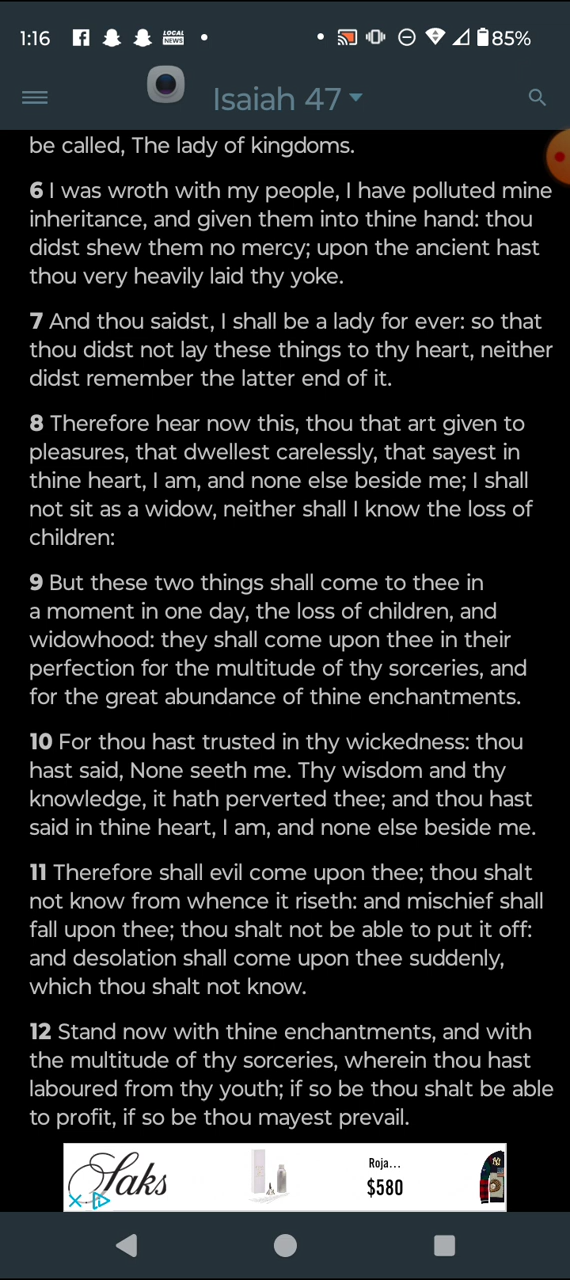 1:16
LOCAL
NEWS
85%
Isaiah 47
be called, The lady of kingdoms.
6 I was wroth with my people, I have polluted mine
inheritance, and given them into thine hand: thou
didst shew them no mercy; upon the ancient hast
thou very heavily laid thy yoke.
7 And thou saidst, I shall be a lady for ever: so that
thou didst not lay these things to thy heart, neither
didst remember the latter end of it.
8 Therefore hear now this, thou that art given to
pleasures, that dwellest carelessly, that sayest in
thine heart, I am, and none else beside me; I shall
not sit as a widow, neither shall I know the loss of
children:
9 But these two things shall come to thee in
a moment in one day, the loss of children, and
widowhood: they shall come upon thee in their
perfection for the multitude of thy sorceries, and
for the great abundance of thine enchantments.
10 For thou hast trusted in thy wickedness: thou
hast said, None seeth me. Thy wisdom and thy
knowledge, it hath perverted thee; and thou hast
said in thine heart, I am, and none else beside me.
11 Therefore shall evil come upon thee; thou shalt
not know from whence it riseth: and mischief shall
fall upon thee; thou shalt not be able to put it off:
and desolation shall come upon thee suddenly,
which thou shalt not know.
12 Stand now with thine enchantments, and with
the multitude of thy sorceries, wherein thou hast
laboured from thy youth; if so be thou shalt be able
to profit, if so be thou mayest prevail.
Saks
Roja...
$580